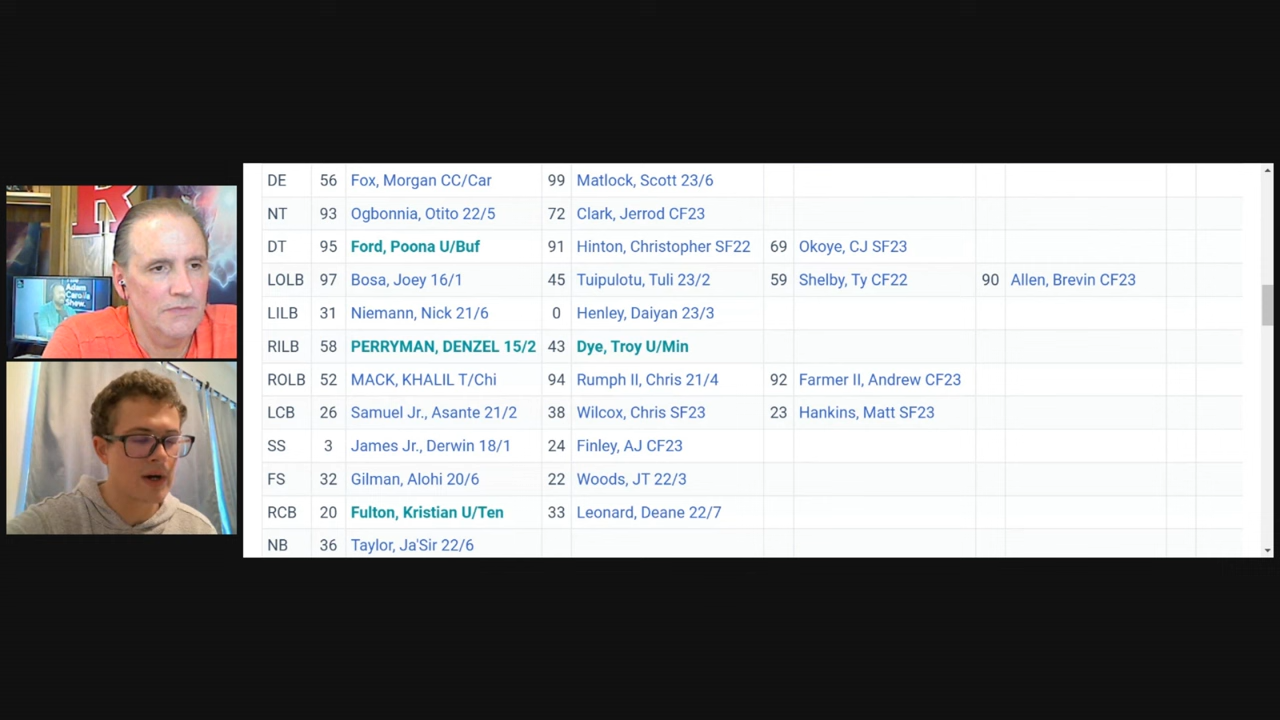 R
Adam
Carolla
Show
DE 56 Fox, Morgan CC/Car 99 Matlock, Scott 23/6
NT 93 Ogbonnia, Otito 22/5 72 Clark, Jerrod CF23
DT 95 Ford, Poona U/Buf 91 Hinton, Christopher SF22 69 Okoye, CJ SF23
LOLB 97 Bosa, Joey 16/1 45 Tuipulotu, Tuli 23/2 59 Shelby, Ty CF22 90 Allen, Brevin CF23
LILB 31 Niemann, Nick 21/6 0 Henley, Daiyan 23/3
RILB 58 PERRYMAN, DENZEL 15/2 43 Dye, Troy U/Min
ROLB 52 MACK, KHALIL T/Chi 94 Rumph II, Chris 21/4 92 Farmer II, Andrew CF23
LCB 26 Samuel Jr., Asante 21/2 38 Wilcox, Chris SF23 23 Hankins, Matt SF23
SS 3 James Jr., Derwin 18/1 24 Finley, AJ CF23
FS 32 Gilman, Alohi 20/6 22 Woods, JT 22/3
RCB 20 Fulton, Kristian U/Ten 33 Leonard, Deane 22/7
NB 36 Taylor, Ja'Sir 22/6